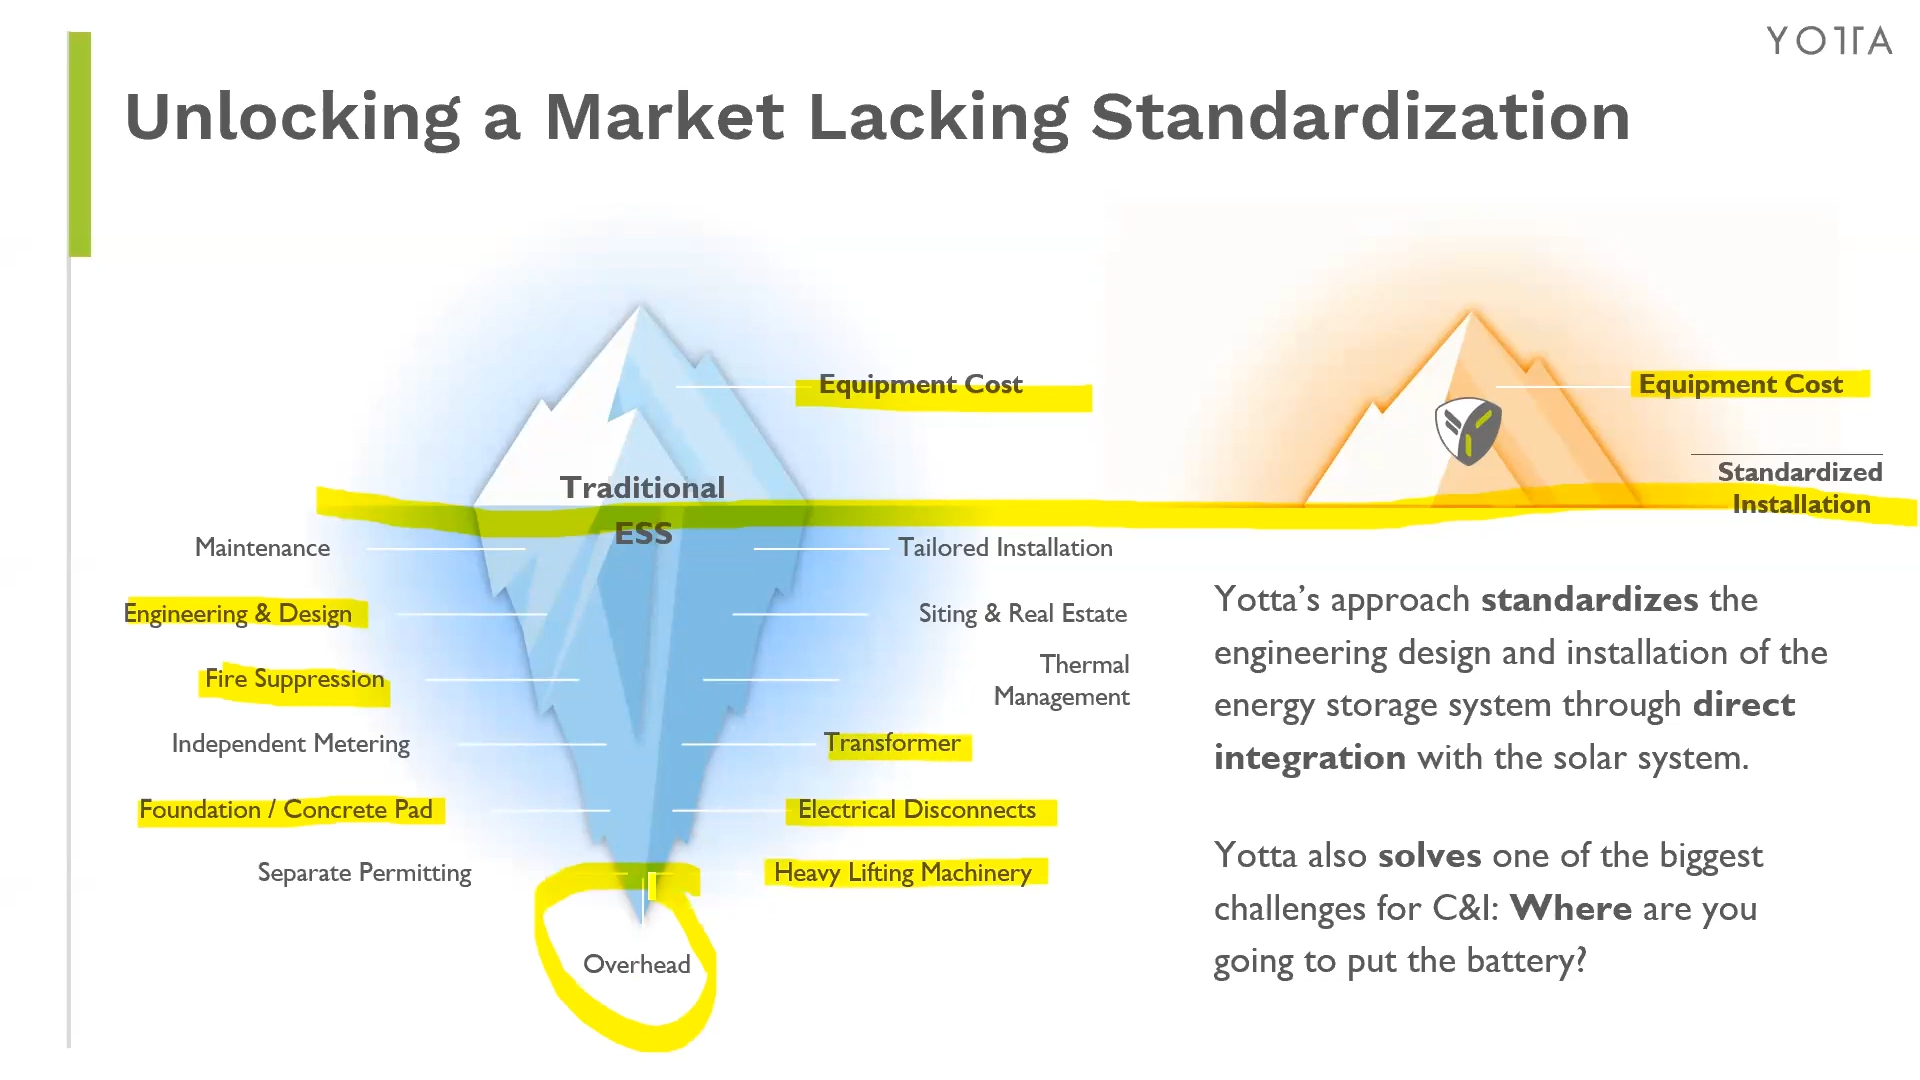 YOTTA
Unlocking a Market Lacking Standardization
Equipment Cost
Traditional
ESS
Maintenance
Engineering & Design
Fire Suppression
Independent Metering
Foundation / Concrete Pad
Separate Permitting
Tailored Installation
Siting & Real Estate
Thermal
Management
Transformer
Electrical Disconnects
Heavy Lifting Machinery
Overhead
Equipment Cost
Standardized
Installation
Yotta’s approach standardizes the
engineering design and installation of the
energy storage system through direct
integration with the solar system.
Yotta also solves one of the biggest
challenges for C&I: Where are you
going to put the battery?